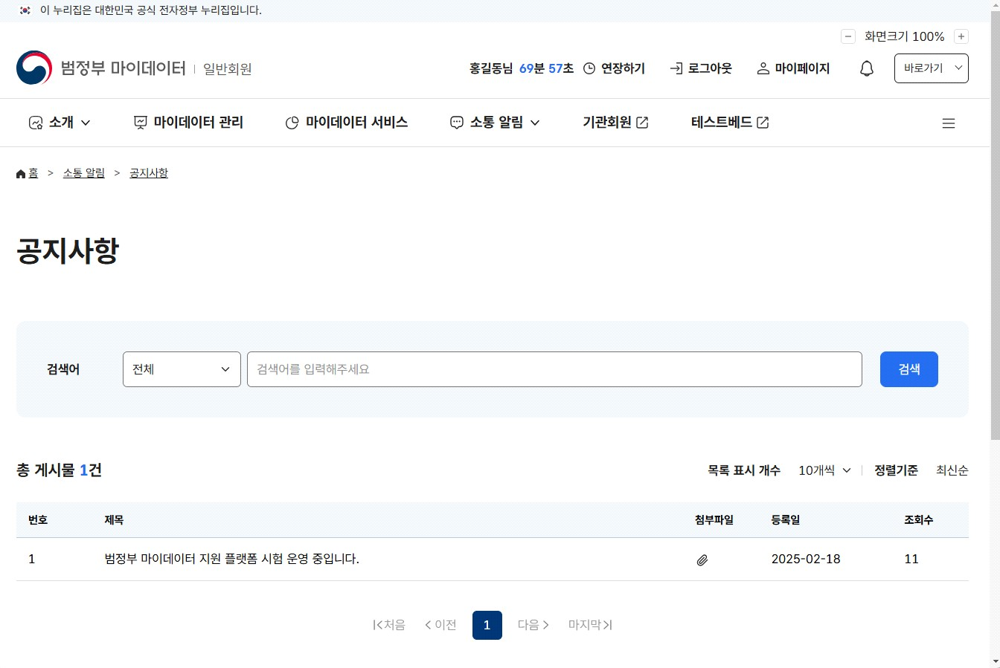 이 누리집은 대한민국 공식 전자정부 누리집입니다.
화면크기 100%
범정부 마이데이터 일반회원
홍길동님 69분 57초 연장하기 로그아웃 마이페이지 바로가기
소개 마이데이터 관리 마이데이터 서비스 소통 알림 기관회원 테스트베드
홈 > 소통 알림 > 공지사항
공지사항
검색어 전체 검색어를 입력해주세요 검색
총 게시물 1건 목록 표시 개수 10개씩 정렬기준 최신순
번호 제목 첨부파일 등록일 조회수
1 범정부 마이데이터 지원 플랫폼 시험 운영 중입니다. 2025-02-18 11
처음 이전 1 다음 마지막